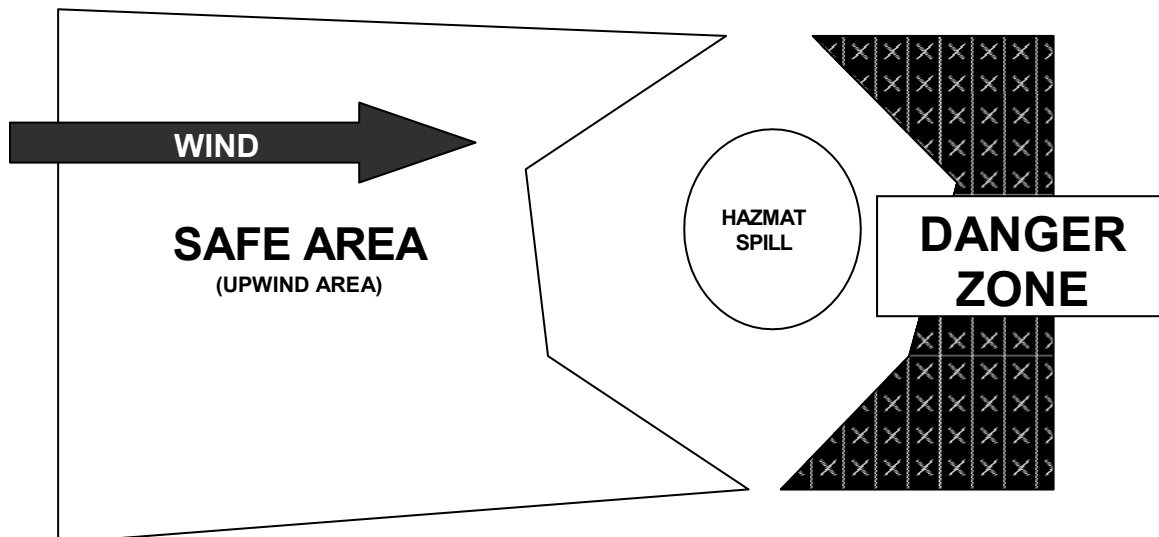 WIND
SAFE AREA
(UPWIND AREA)
HAZMAT
SPILL
DANGER
ZONE